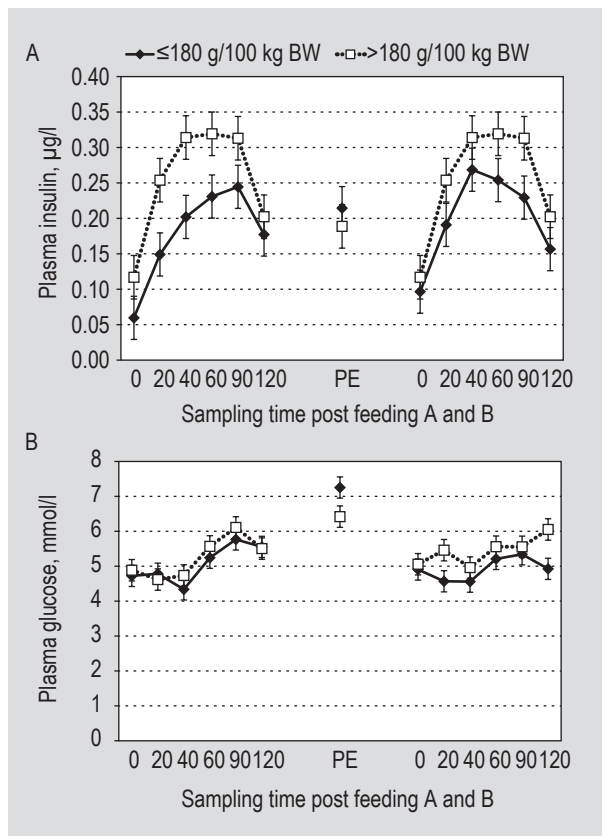 A
≤180 g/100 kg BW >180 g/100 kg BW
0.40
0.35
0.30
0.25
0.20
0.15
0.10
0.05
0.00
Plasma insulin, µg/l
0 20 40 60 90 120 PE 0 20 40 60 90 120
Sampling time post feeding A and B
B
8
7
6
5
4
3
2
1
0
Plasma glucose, mmol/l
0 20 40 60 90 120 PE 0 20 40 60 90 120
Sampling time post feeding A and B